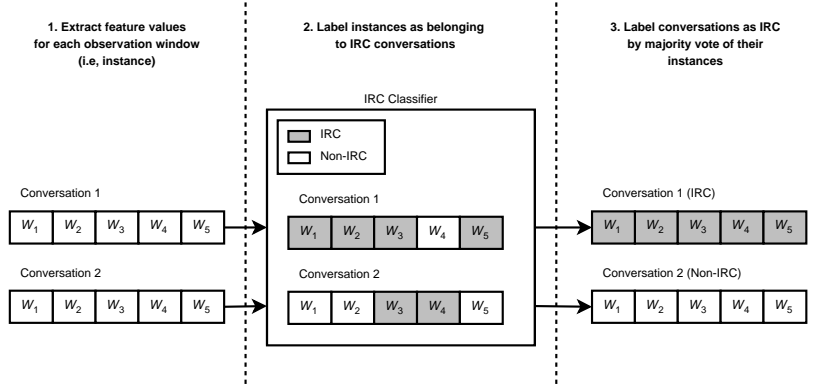 1. Extract feature values
for each observation window
(i.e, instance)
2. Label instances as belonging
to IRC conversations
3. Label conversations as IRC
by majority vote of their
instances
IRC Classifier
IRC
Non-IRC
Conversation 1
W1 W2 W3 W4 W5
Conversation 1
W1 W2 W3 W4 W5
Conversation 1 (IRC)
W1 W2 W3 W4 W5
Conversation 2
W1 W2 W3 W4 W5
Conversation 2
W1 W2 W3 W4 W5
Conversation 2 (Non-IRC)
W1 W2 W3 W4 W5